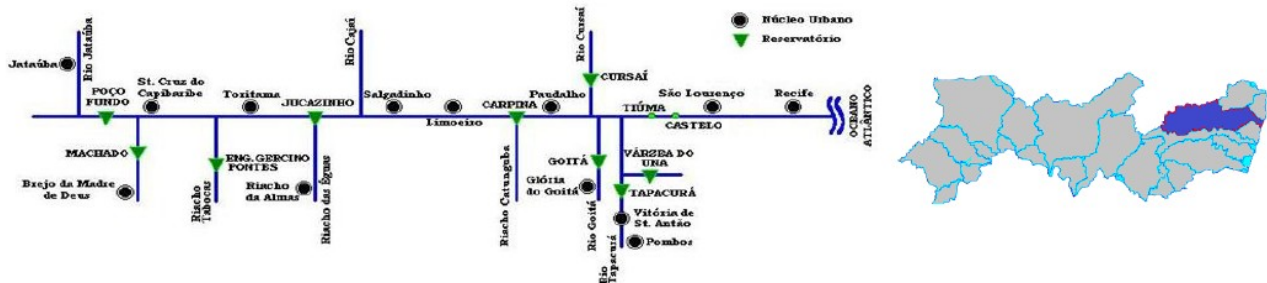 Núcleo Urbano
Reservatório
Rio Jataúba
Rio Cajaí
Rio Cursaí
Jataúba
POÇO
FUNDO
St. Cruz do
Capibaribe
Toritama
JUCAZINHO
Salgadinho
Limoeiro
CARPINA
Paudalho
CURSAÍ
TIÚMA
São Lourenço
CASTELO
Recife
OCEANO
ATLÂNTICO
MACHADO
Brejo da Madre
de Deus
ENG. GERCINO
PONTES
Riacho
Tabocas
Riacho
da Almas
Riacho das Éguas
Riacho Catunguba
GOITÁ
Glória
do Goitá
Rio Goitá
VÁRZEA DO
UNA
TAPACURÁ
Vitória de
St. Antão
Pombos
Rio
Tapacurá